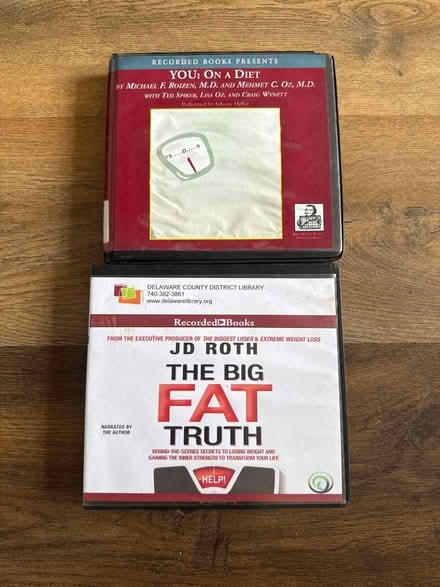 RECORDED BOOKS PRESENTS
YOU: ON A DIET
BY MICHAEL F. ROIZEN, M.D. AND MEHMET C. OZ, M.D.
WITH TED SPIKER, LISA OZ, AND CRAIG WYNETT
DELAWARE COUNTY DISTRICT LIBRARY
740-362-3861
www.delawarelibrary.org
Recorded Books
FROM THE EXECUTIVE PRODUCER OF THE BIGGEST LOSER & EXTREME WEIGHT LOSS
JD ROTH
THE BIG
FAT
TRUTH
NARRATED BY
THE AUTHOR
BEHIND-THE-SCENES SECRETS TO LOSING WEIGHT AND
GAINING THE INNER STRENGTH TO TRANSFORM YOUR LIFE
HELP!